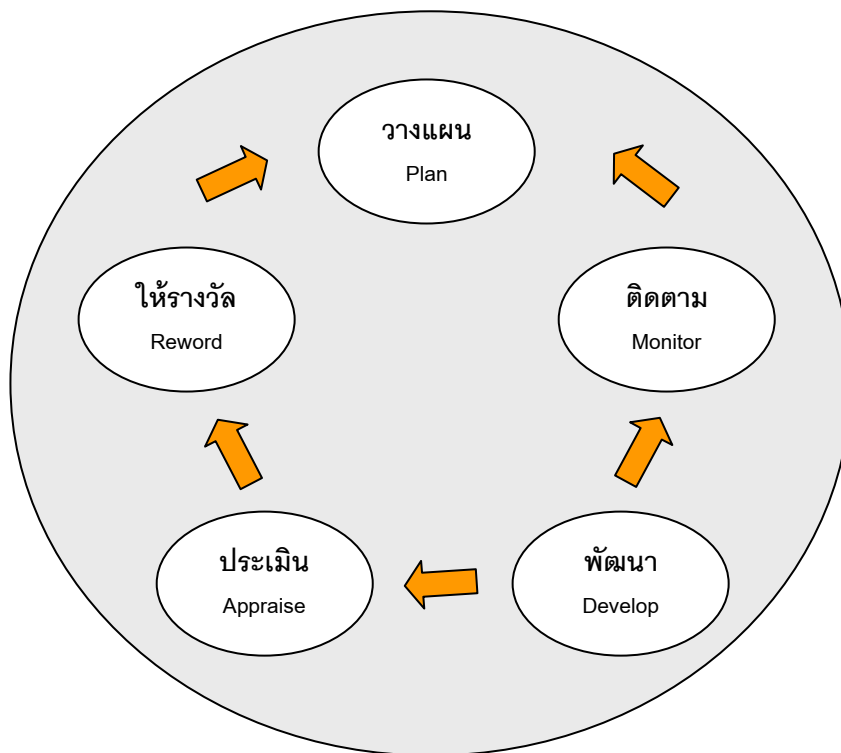 วางแผน
Plan
ให้รางวัล
Reword
ติดตาม
Monitor
ประเมิน
Appraise
พัฒนา
Develop